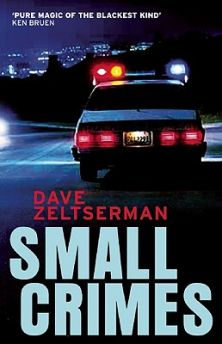 'PURE MAGIC OF THE BLACKEST KIND'
KEN BRUEN
DAVE
ZELTSERMAN
SMALL
CRIMES